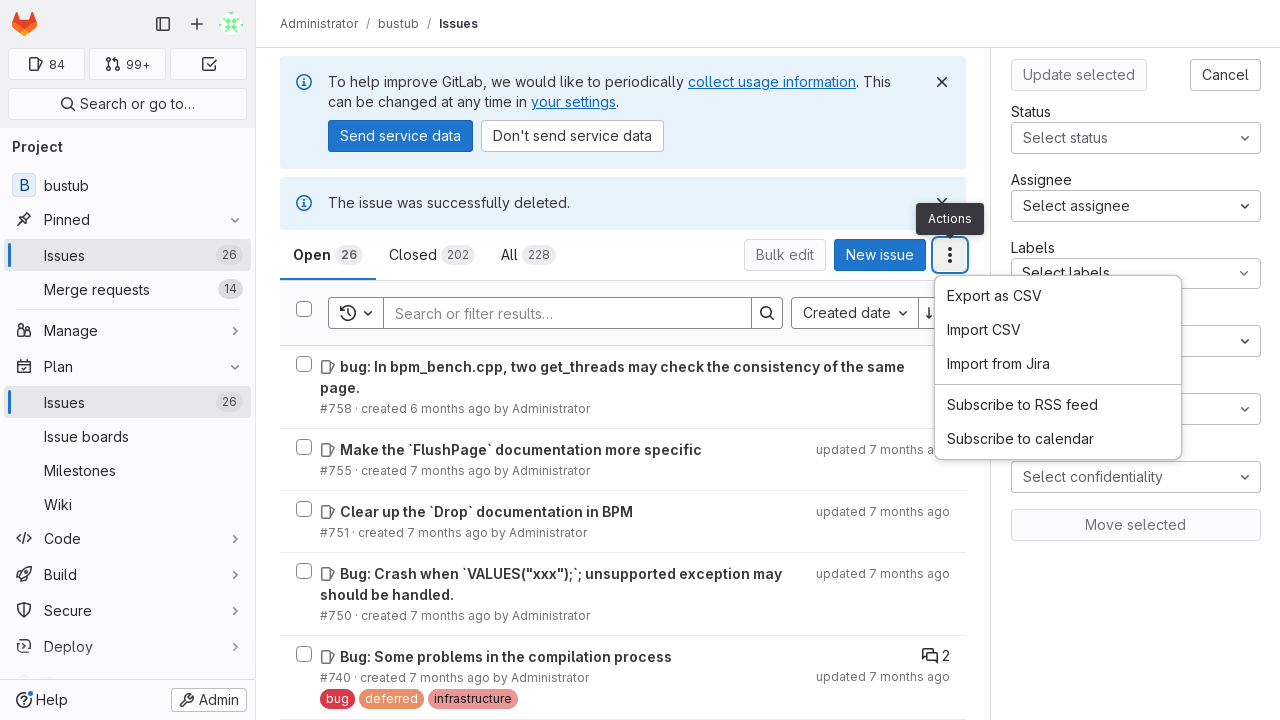 Administrator / bustub / Issues
84
99+
Search or go to…
Project
B bustub
Pinned
Issues 26
Merge requests 14
Manage
Plan
Issues 26
Issue boards
Milestones
Wiki
Code
Build
Secure
Deploy
Help
Admin
To help improve GitLab, we would like to periodically collect usage information. This
can be changed at any time in your settings.
Send service data
Don't send service data
The issue was successfully deleted.
Actions
Open 26
Closed 202
All 228
Bulk edit
New issue
Search or filter results…
Created date
Export as CSV
Import CSV
Import from Jira
Subscribe to RSS feed
Subscribe to calendar
bug: In bpm_bench.cpp, two get_threads may check the consistency of the same
page.
#758 · created 6 months ago by Administrator
Make the `FlushPage` documentation more specific
updated 7 months
#755 · created 7 months ago by Administrator
Clear up the `Drop` documentation in BPM
updated 7 months ago
#751 · created 7 months ago by Administrator
Bug: Crash when `VALUES("xxx");`; unsupported exception may
should be handled.
updated 7 months ago
#750 · created 7 months ago by Administrator
Bug: Some problems in the compilation process
2
#740 · created 7 months ago by Administrator
updated 7 months ago
bug deferred infrastructure
Update selected
Cancel
Status
Select status
Assignee
Select assignee
Labels
Select labels
Select confidentiality
Move selected